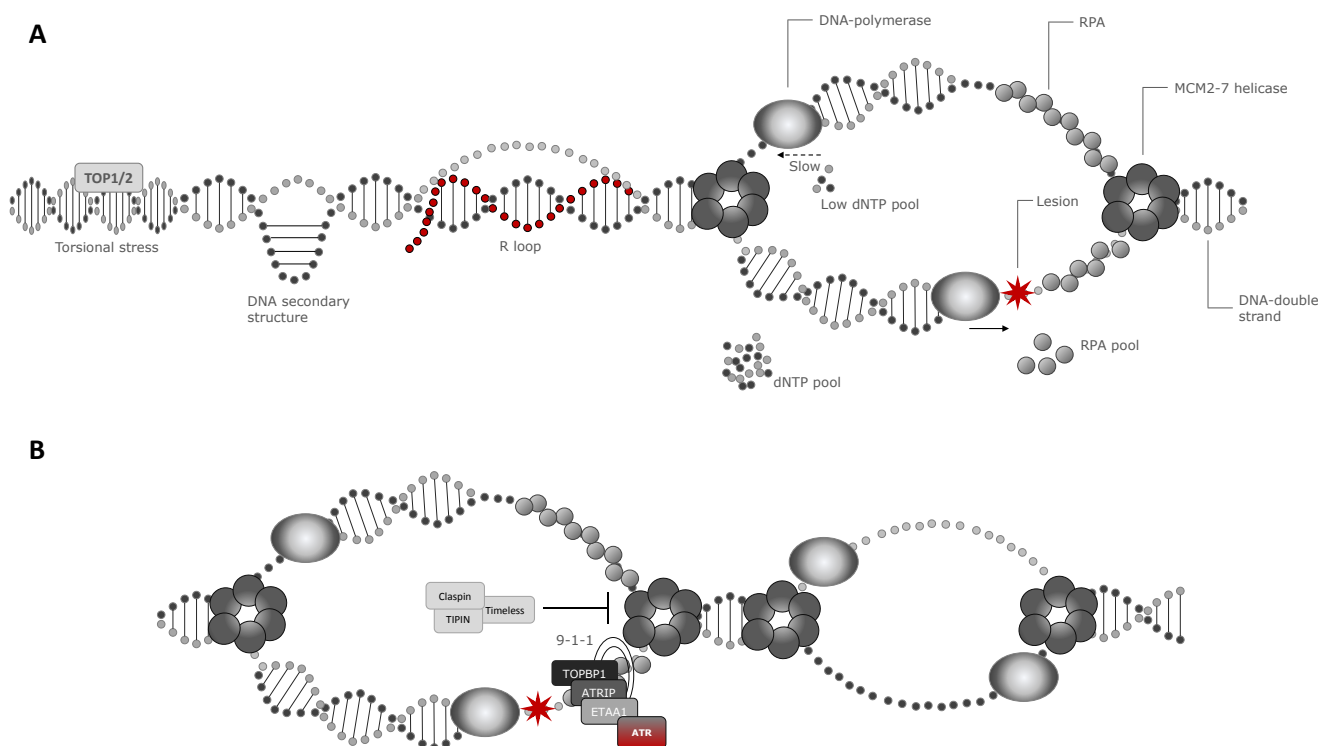 A
DNA-polymerase
RPA
MCM2-7 helicase
TOP1/2
Slow
Low dNTP pool
Lesion
Torsional stress
R loop
DNA secondary
structure
DNA-double
strand
RPA pool
dNTP pool
B
Claspin
Timeless
TIPIN
9-1-1
TOPBP1
ATRIP
ETAA1
ATR